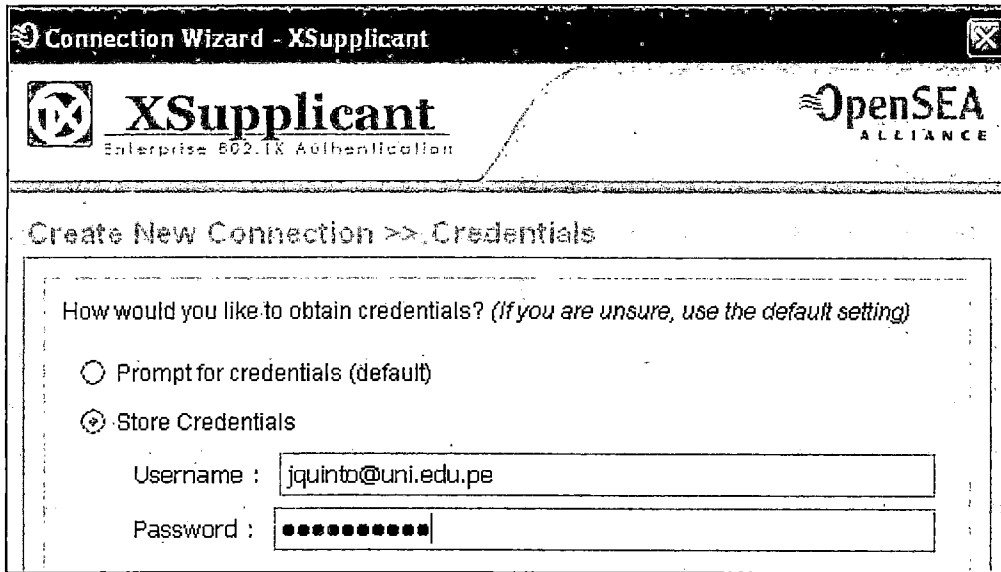 Connection Wizard - XSupplicant
1X
XSupplicant
Enterprise 802.1X Authentication
OpenSEA
ALLIANCE
Create New Connection >> Credentials
How would you like to obtain credentials? (If you are unsure, use the default setting)
Prompt for credentials (default)
Store Credentials
Username : jquinto@uni.edu.pe
Password : ●●●●●●●●●●